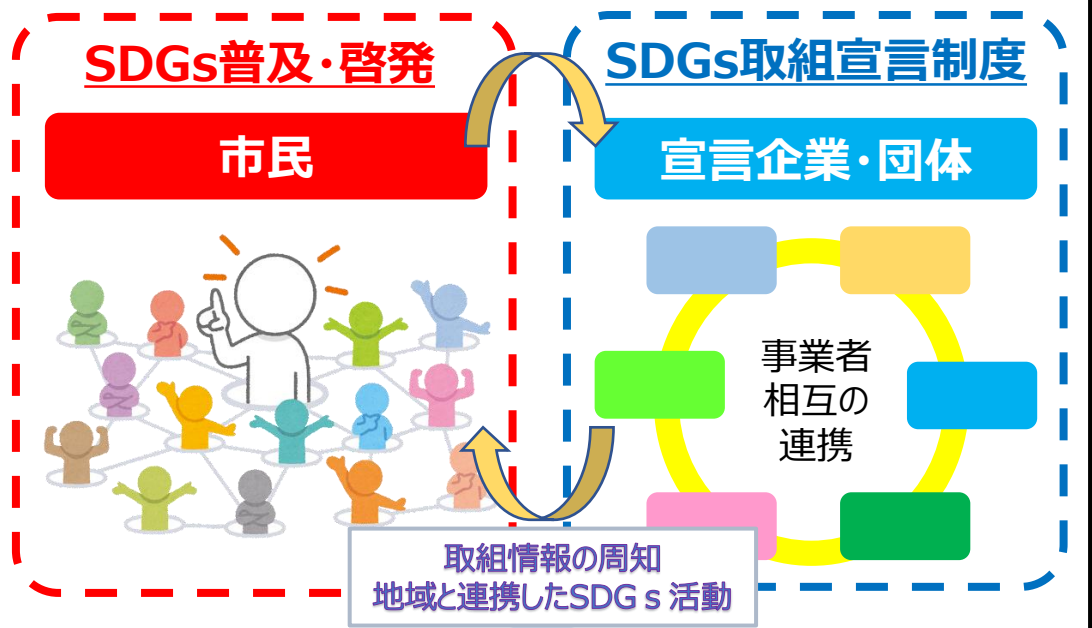 SDGs普及・啓発
市民
SDGs取組宣言制度
宣言企業・団体
事業者
相互の
連携
取組情報の周知
地域と連携したSDGｓ活動